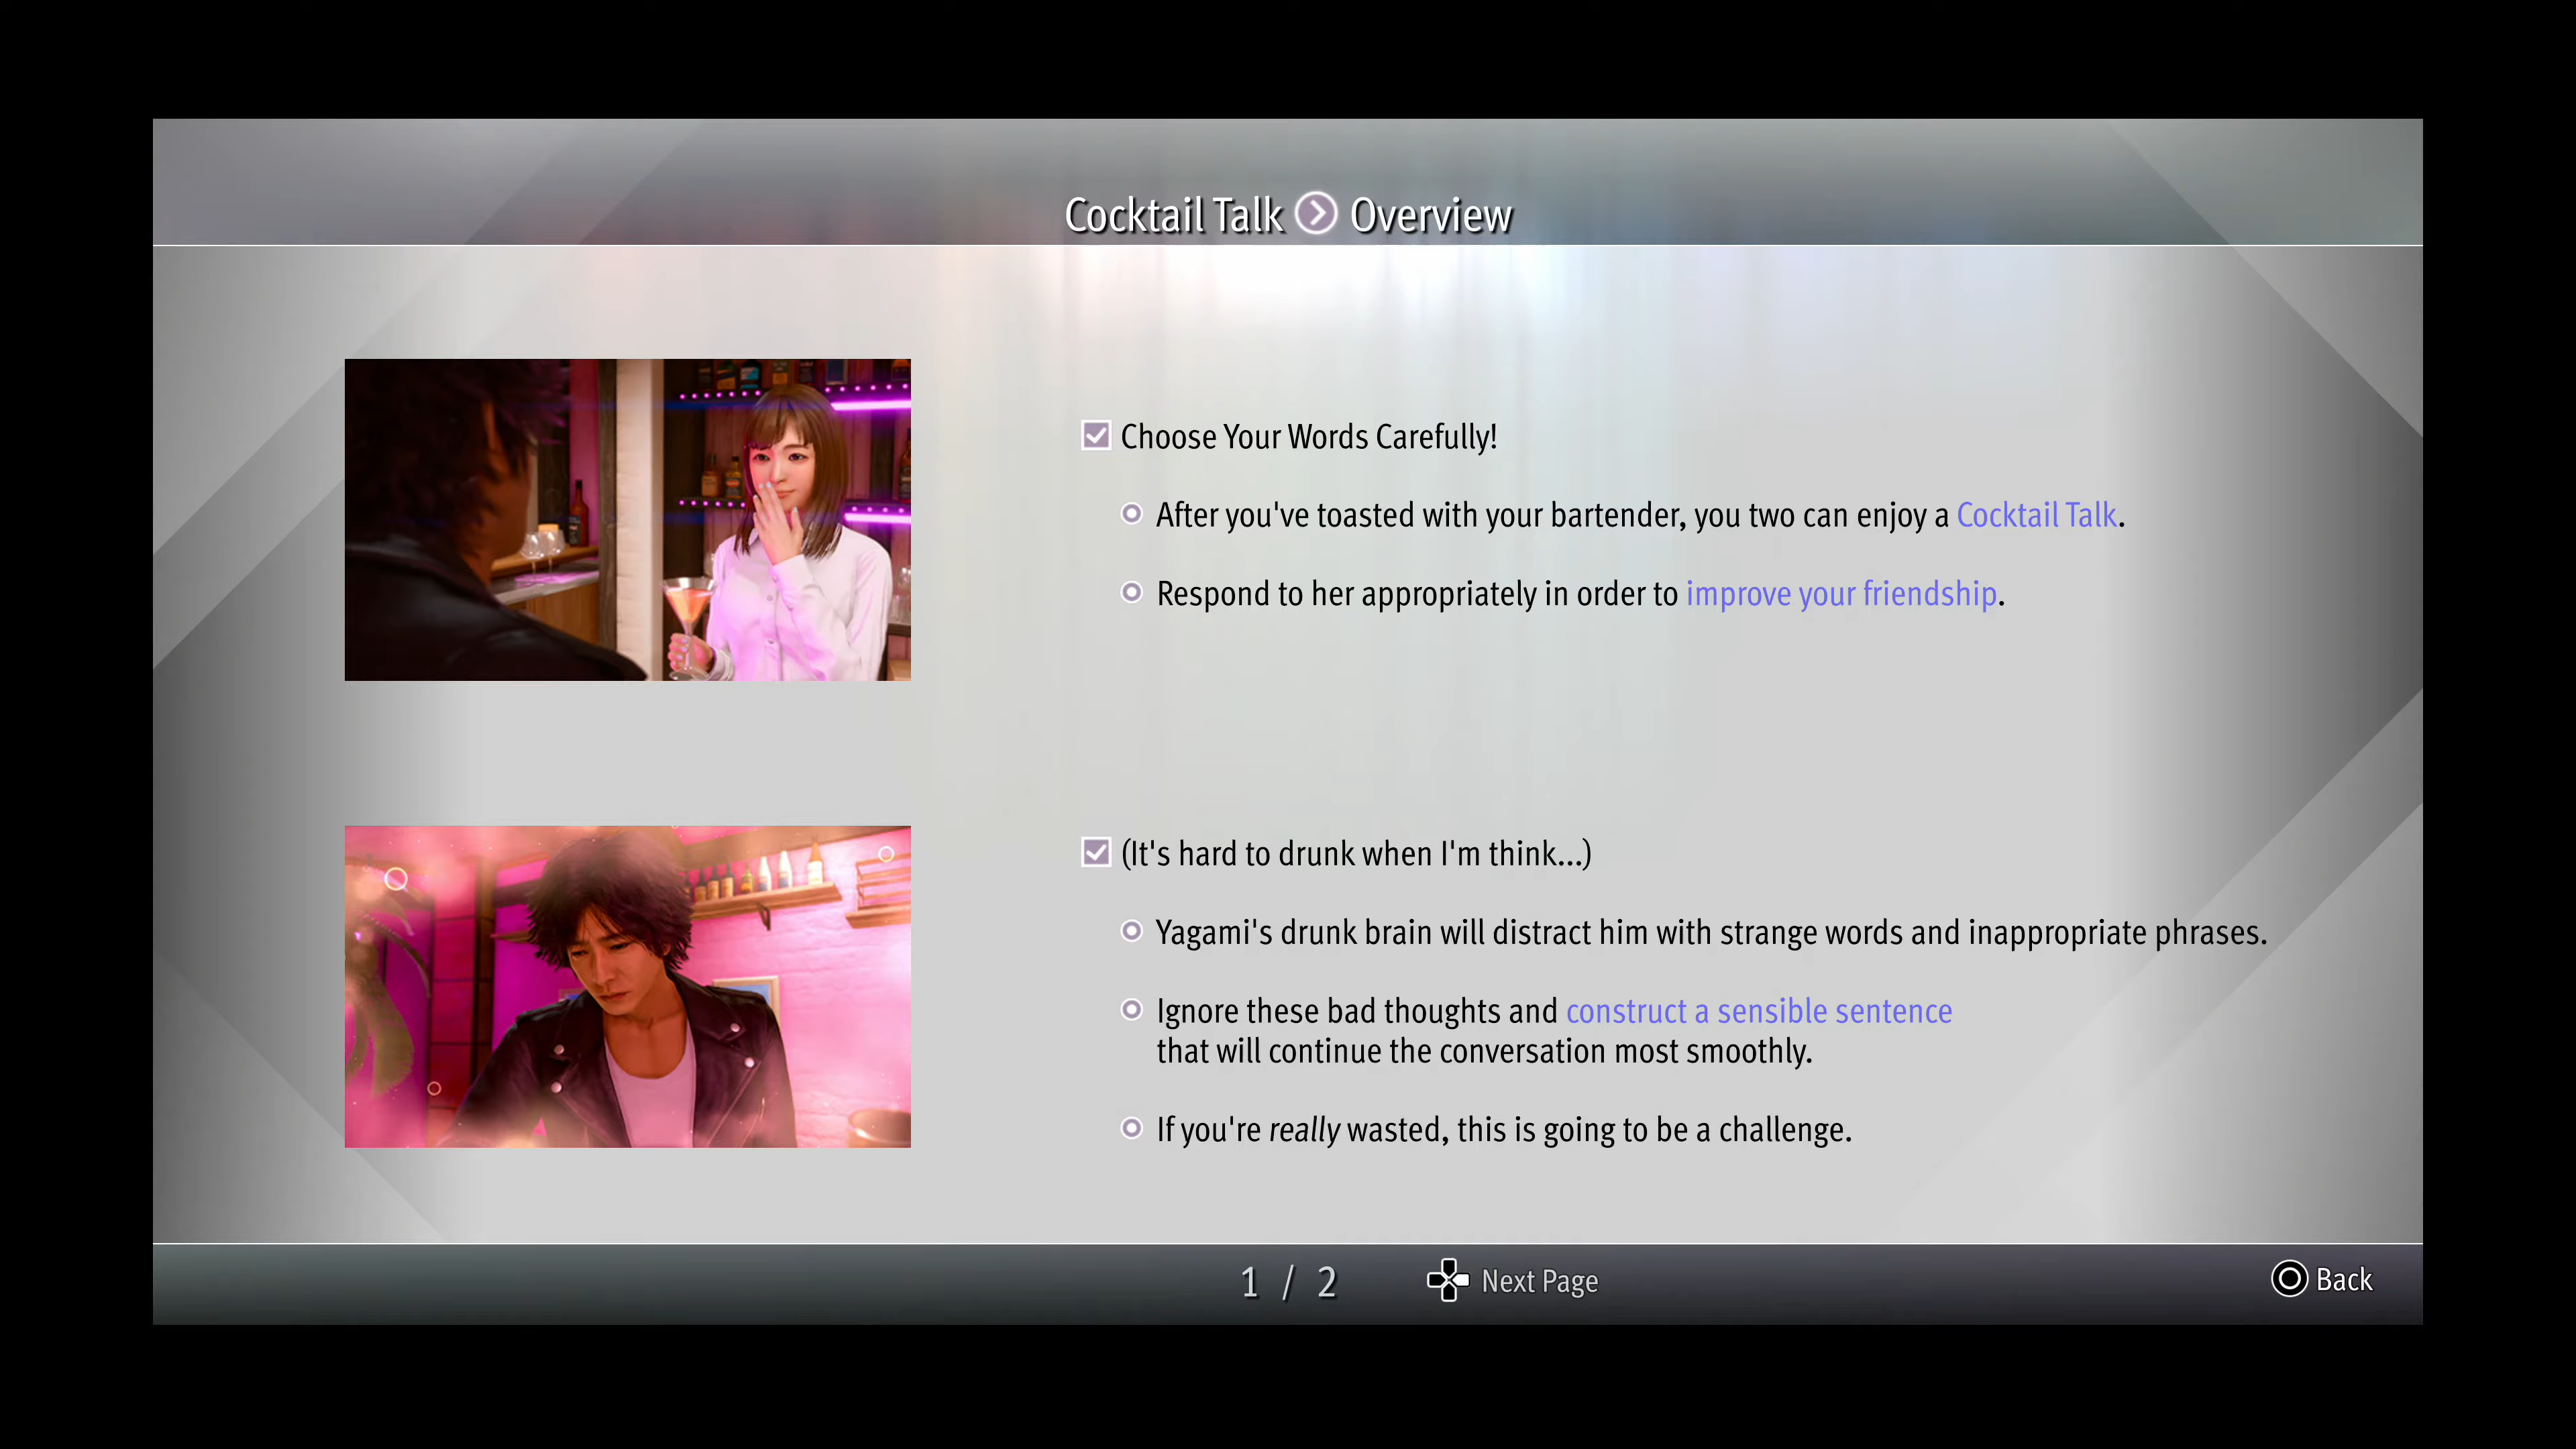 Cocktail Talk Overview
Choose Your Words Carefully!
After you've toasted with your bartender, you two can enjoy a Cocktail Talk.
Respond to her appropriately in order to improve your friendship.
(It's hard to drunk when I'm think...)
Yagami's drunk brain will distract him with strange words and inappropriate phrases.
Ignore these bad thoughts and construct a sensible sentence
that will continue the conversation most smoothly.
If you're really wasted, this is going to be a challenge.
1 / 2 Next Page Back